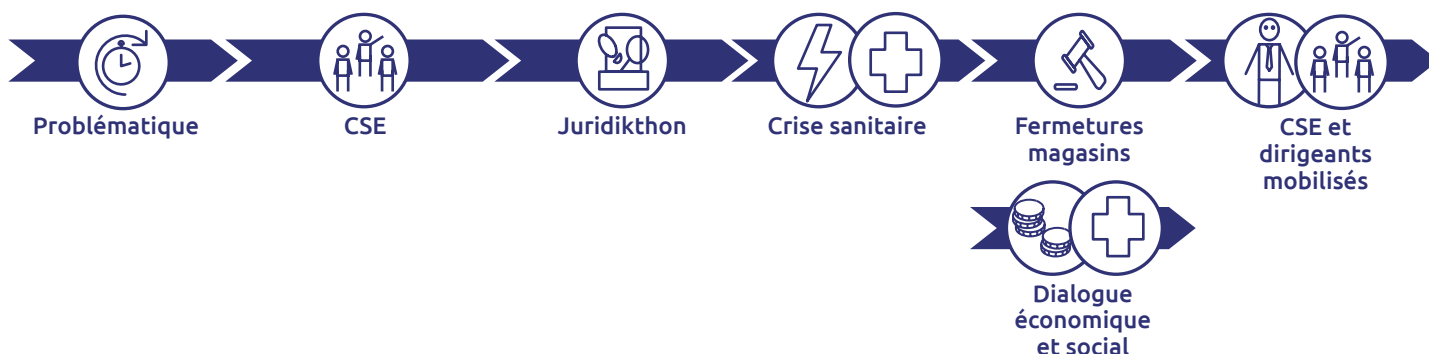 Problématique
CSE
Juridikthon
Crise sanitaire
Fermetures
magasins
CSE et
dirigeants
mobilisés
Dialogue
économique
et social